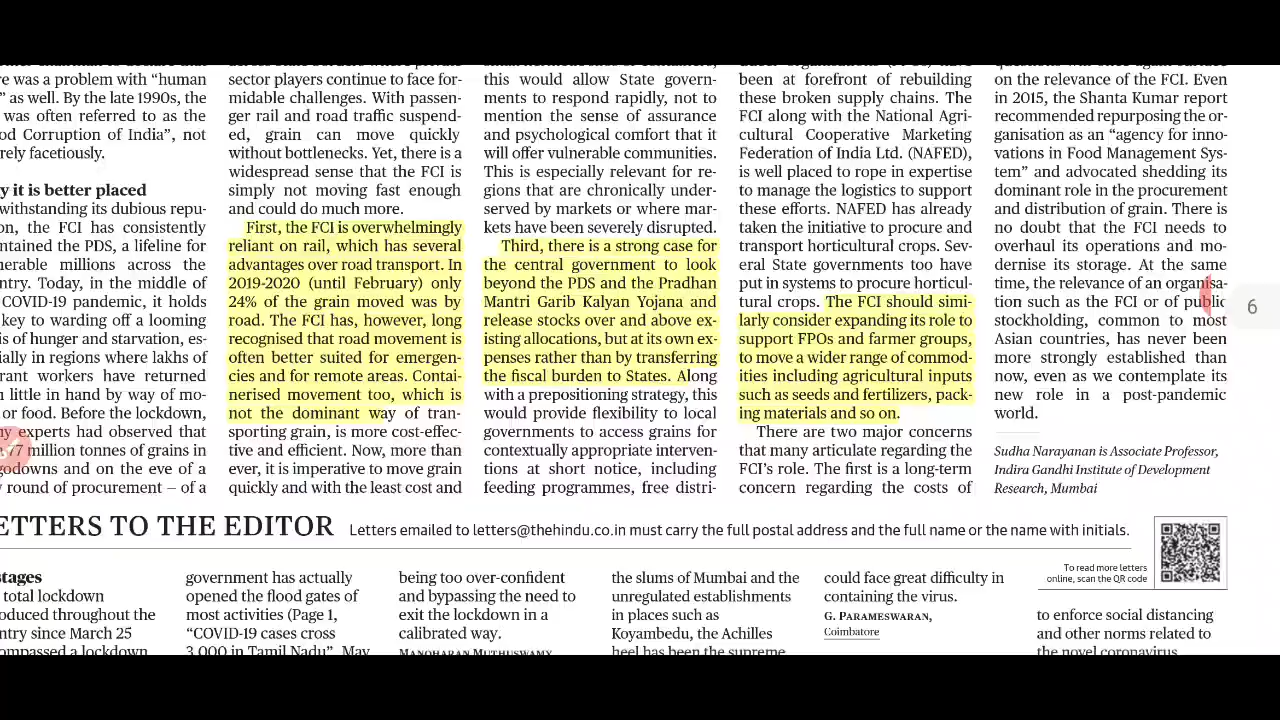 re was a problem with “human
” as well. By the late 1990s, the
was often referred to as the
od Corruption of India”, not
rely facetiously.
y it is better placed
withstanding its dubious repu-
on, the FCI has consistently
ntained the PDS, a lifeline for
nerable millions across the
ntry. Today, in the middle of
COVID-19 pandemic, it holds
key to warding off a looming
is of hunger and starvation, es-
ially in regions where lakhs of
rant workers have returned
n little in hand by way of mo-
or food. Before the lockdown,
ny experts had observed that
77 million tonnes of grains in
godowns and on the eve of a
y round of procurement – of a
sector players continue to face for-
midable challenges. With passen-
ger rail and road traffic suspend-
ed, grain can move quickly
without bottlenecks. Yet, there is a
widespread sense that the FCI is
simply not moving fast enough
and could do much more.
First, the FCI is overwhelmingly
reliant on rail, which has several
advantages over road transport. In
2019-2020 (until February) only
24% of the grain moved was by
road. The FCI has, however, long
recognised that road movement is
often better suited for emergen-
cies and for remote areas. Contai-
nerised movement too, which is
not the dominant way of tran-
sporting grain, is more cost-effec-
tive and efficient. Now, more than
ever, it is imperative to move grain
quickly and with the least cost and
this would allow State govern-
ments to respond rapidly, not to
mention the sense of assurance
and psychological comfort that it
will offer vulnerable communities.
This is especially relevant for re-
gions that are chronically under-
served by markets or where mar-
kets have been severely disrupted.
Third, there is a strong case for
the central government to look
beyond the PDS and the Pradhan
Mantri Garib Kalyan Yojana and
release stocks over and above ex-
isting allocations, but at its own ex-
penses rather than by transferring
the fiscal burden to States. Along
with a prepositioning strategy, this
would provide flexibility to local
governments to access grains for
contextually appropriate interven-
tions at short notice, including
feeding programmes, free distri-
been at forefront of rebuilding
these broken supply chains. The
FCI along with the National Agri-
cultural Cooperative Marketing
Federation of India Ltd. (NAFED),
is well placed to rope in expertise
to manage the logistics to support
these efforts. NAFED has already
taken the initiative to procure and
transport horticultural crops. Sev-
eral State governments too have
put in systems to procure horticul-
tural crops. The FCI should simi-
larly consider expanding its role to
support FPOs and farmer groups,
to move a wider range of commod-
ities including agricultural inputs
such as seeds and fertilizers, pack-
ing materials and so on.
There are two major concerns
that many articulate regarding the
FCI’s role. The first is a long-term
concern regarding the costs of
on the relevance of the FCI. Even
in 2015, the Shanta Kumar report
recommended repurposing the or-
ganisation as an “agency for inno-
vations in Food Management Sys-
tem” and advocated shedding its
dominant role in the procurement
and distribution of grain. There is
no doubt that the FCI needs to
overhaul its operations and mo-
dernise its storage. At the same
time, the relevance of an organisa-
tion such as the FCI or of public
stockholding, common to most
Asian countries, has never been
more strongly established than
now, even as we contemplate its
new role in a post-pandemic
world.
Sudha Narayanan is Associate Professor,
Indira Gandhi Institute of Development
Research, Mumbai
6
ETTERS TO THE EDITOR Letters emailed to letters@thehindu.co.in must carry the full postal address and the full name or the name with initials.
To read more letters
online, scan the QR code
stages
total lockdown
oduced throughout the
ntry since March 25
ompassed a lockdown
government has actually
opened the flood gates of
most activities (Page 1,
“COVID-19 cases cross
3,000 in Tamil Nadu”, May
being too over-confident
and bypassing the need to
exit the lockdown in a
calibrated way.
MANOHARAN MUTHUSWAMY
the slums of Mumbai and the
unregulated establishments
in places such as
Koyambedu, the Achilles
heel has been the supreme
could face great difficulty in
containing the virus.
G. PARAMESWARAN,
Coimbatore
to enforce social distancing
and other norms related to
the novel coronavirus